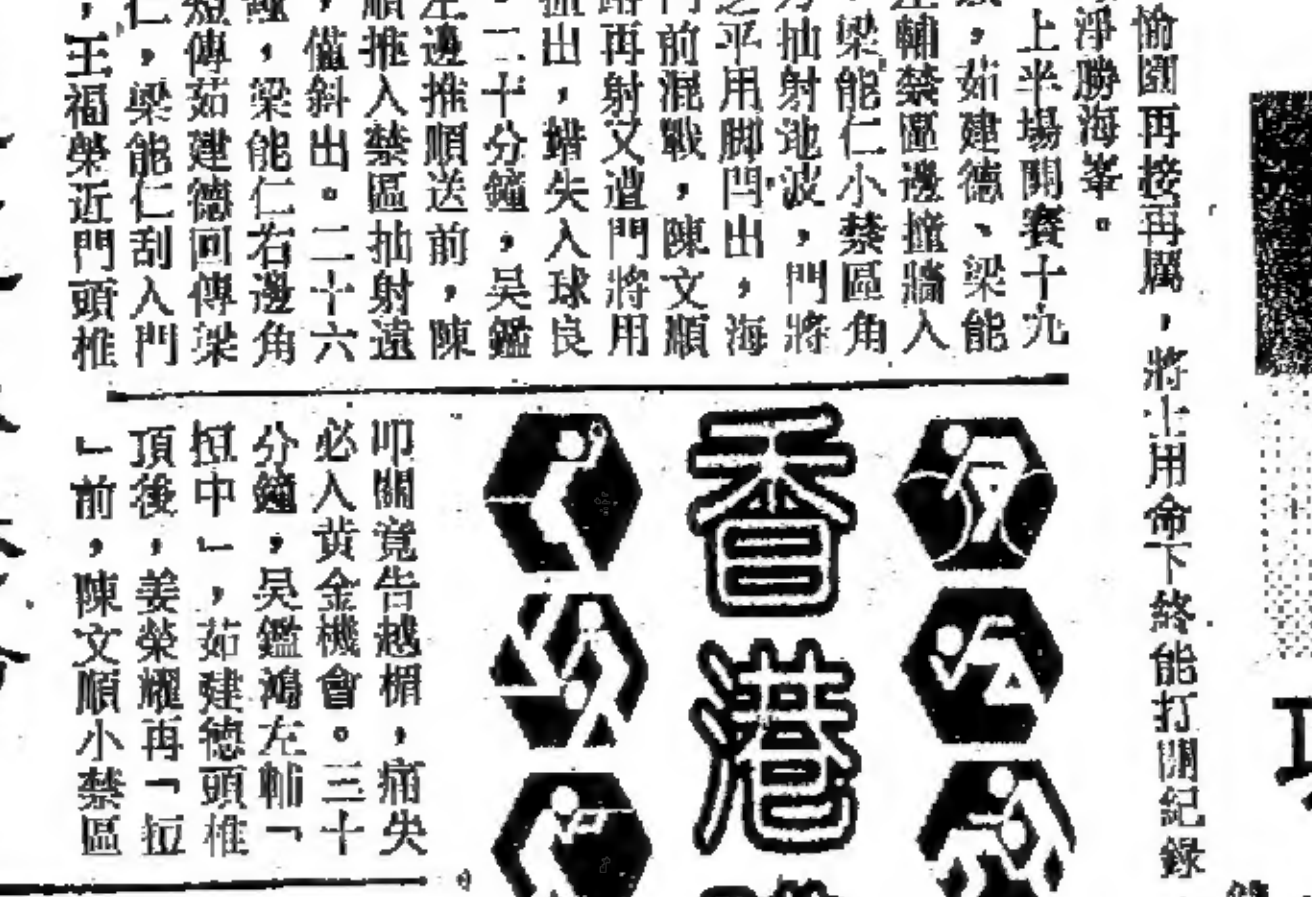 愉園再接再厲，將士用命下終能打開紀錄
淨勝海峯。
上半場開賽十九
，茹建德、梁能
左輔禁區邊撞牆入
梁能仁小禁區角
抽射地波，門將
之平用脚閂出，海
門前混戰，陳文順
再射又遭門將用
出，錯失入球良
。二十分鐘，吳鑑
左邊推順送前，陳
順推入禁區抽射遠
，僅斜出。二十六
鐘，梁能仁右邊角
短傳茹建德回傳梁
仁，梁能仁刮入門
，王福榮近門頭椎
香港
叩關竟告越楣，痛失
必入黃金機會。三十
分鐘，吳鑑鴻左輔「
挜中」，茹建德頭椎
頂後，姜榮耀再「拉
」前，陳文順小禁區